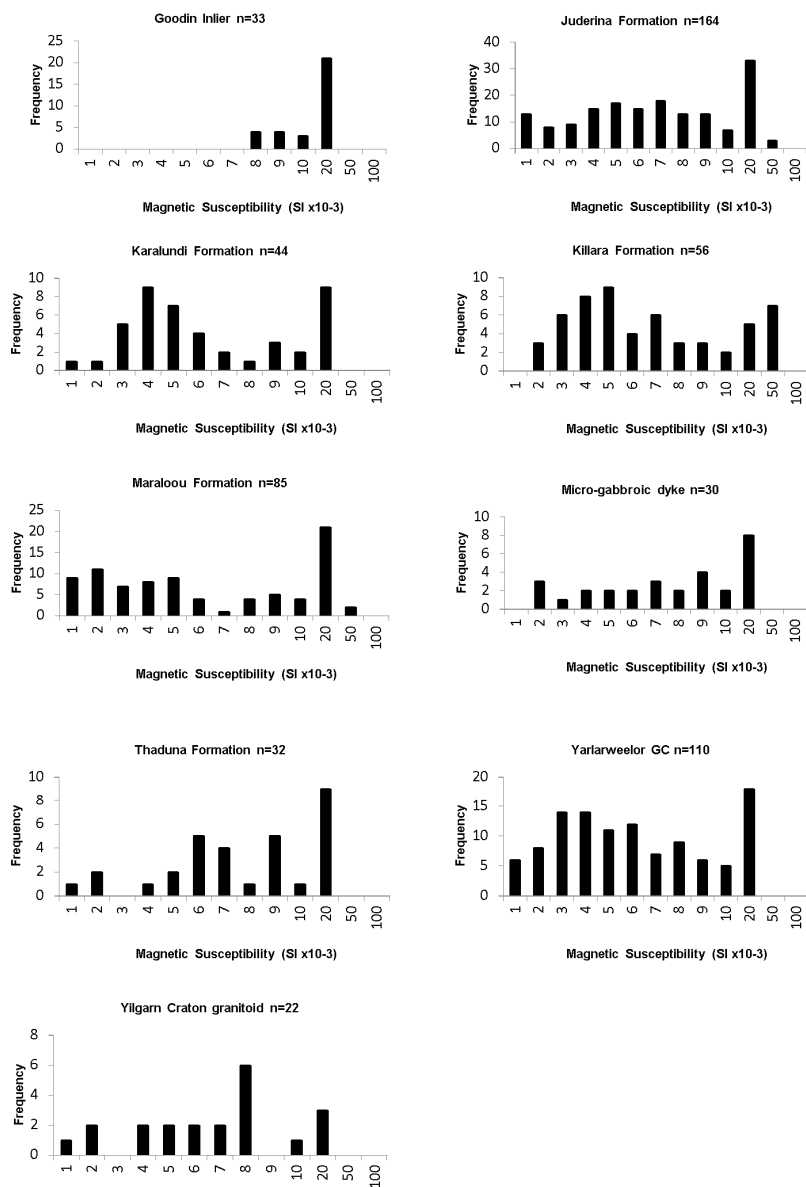 Goodin Inlier n=33
25
20
15
10
5
0
Frequency
1 2 3 4 5 6 7 8 9 10 20 50 100
Magnetic Susceptibility (SI x10-3)
Juderina Formation n=164
40
30
20
10
0
Frequency
1 2 3 4 5 6 7 8 9 10 20 50 100
Magnetic Susceptibility (SI x10-3)
Karalundi Formation n=44
10
8
6
4
2
0
Frequency
1 2 3 4 5 6 7 8 9 10 20 50 100
Magnetic Susceptibility (SI x10-3)
Killara Formation n=56
10
8
6
4
2
0
Frequency
1 2 3 4 5 6 7 8 9 10 20 50 100
Magnetic Susceptibility (SI x10-3)
Maraloou Formation n=85
25
20
15
10
5
0
Frequency
1 2 3 4 5 6 7 8 9 10 20 50 100
Magnetic Susceptibility (SI x10-3)
Micro-gabbroic dyke n=30
10
8
6
4
2
0
Frequency
1 2 3 4 5 6 7 8 9 10 20 50 100
Magnetic Susceptibility (SI x10-3)
Thaduna Formation n=32
10
8
6
4
2
0
Frequency
1 2 3 4 5 6 7 8 9 10 20 50 100
Magnetic Susceptibility (SI x10-3)
Yarlarweelor GC n=110
20
15
10
5
0
Frequency
1 2 3 4 5 6 7 8 9 10 20 50 100
Magnetic Susceptibility (SI x10-3)
Yilgarn Craton granitoid n=22
8
6
4
2
0
Frequency
1 2 3 4 5 6 7 8 9 10 20 50 100